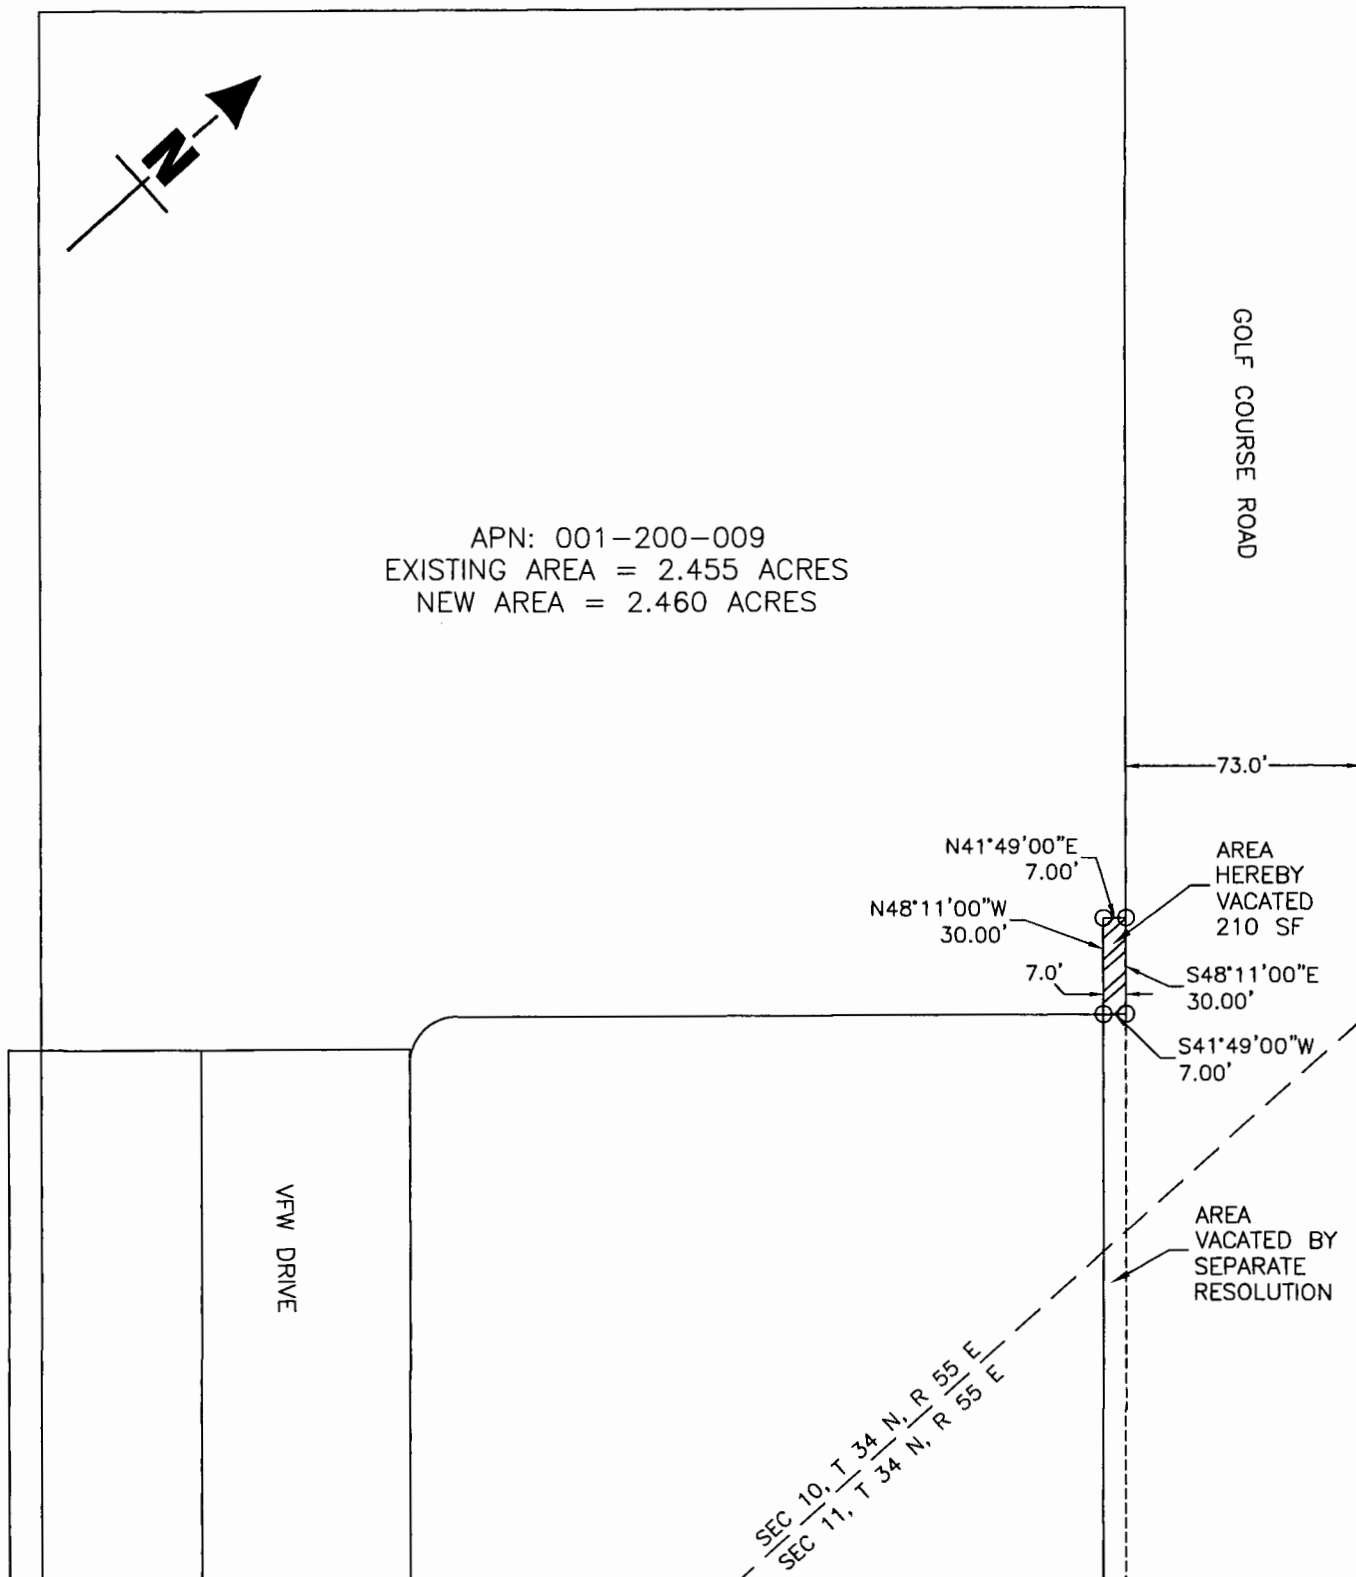 N
GOLF COURSE ROAD
APN: 001-200-009
EXISTING AREA = 2.455 ACRES
NEW AREA = 2.460 ACRES
73.0'
N41°49'00"E
7.00'
AREA
HEREBY
VACATED
210 SF
N48°11'00"W
30.00'
7.0'
S48°11'00"E
30.00'
S41°49'00"W
7.00'
VFW DRIVE
AREA
VACATED BY
SEPARATE
RESOLUTION
SEC 10, T 34 N, R 55 E
SEC 11, T 34 N, R 55 E